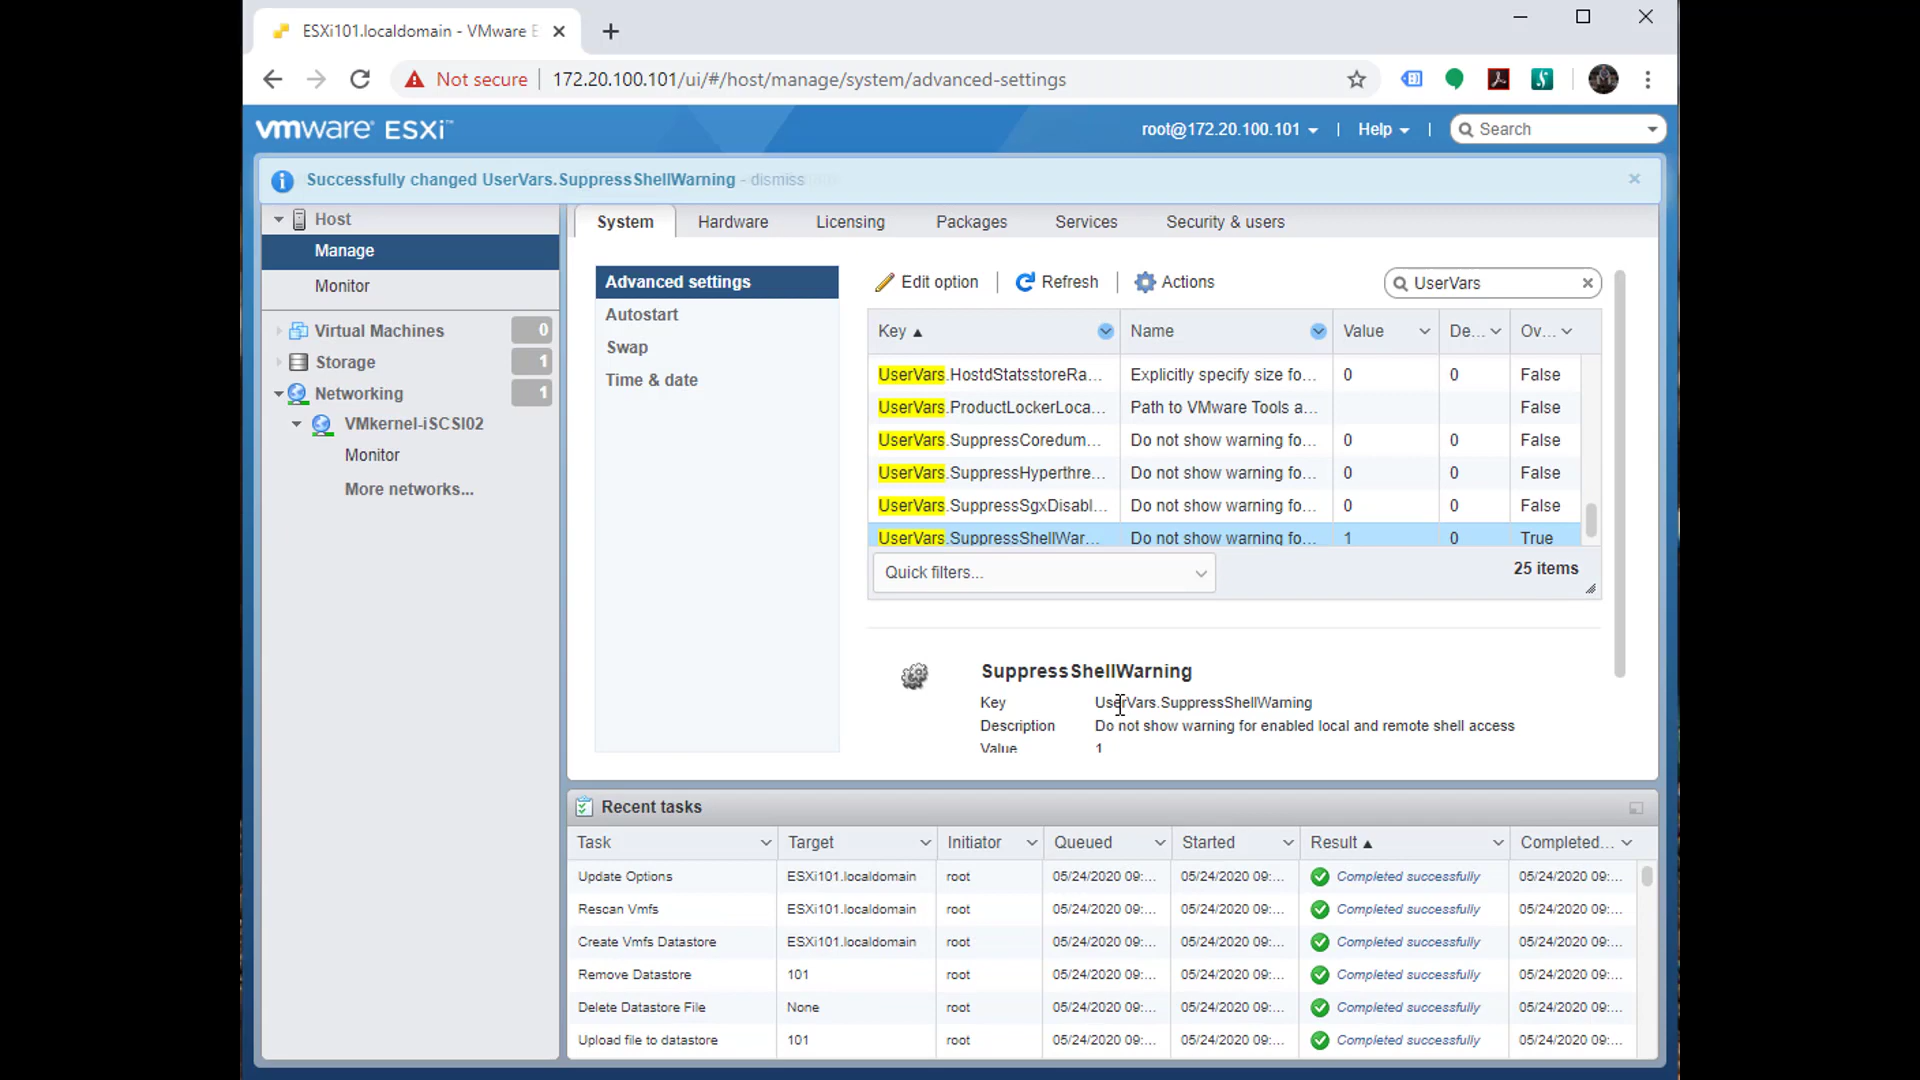 ESXi101.localdomain - VMware E
Not secure
172.20.100.101/ui/#/host/manage/system/advanced-settings
vmware ESXi™
root@172.20.100.101
Help
Search
Successfully changed UserVars.SuppressShellWarning - dismiss
Host
Manage
Monitor
Virtual Machines 0
Storage 1
Networking 1
VMkernel-iSCSI02
Monitor
More networks...
System Hardware Licensing Packages Services Security & users
Advanced settings
Autostart
Swap
Time & date
Edit option Refresh Actions UserVars
Key Name Value De... Ov...
UserVars.HostdStatsstoreRa... Explicitly specify size fo... 0 0 False
UserVars.ProductLockerLoca... Path to VMware Tools a... False
UserVars.SuppressCoredum... Do not show warning fo... 0 0 False
UserVars.SuppressHyperthre... Do not show warning fo... 0 0 False
UserVars.SuppressSgxDisabl... Do not show warning fo... 0 0 False
UserVars.SuppressShellWar... Do not show warning fo... 1 0 True
Quick filters...
25 items
SuppressShellWarning
Key UserVars.SuppressShellWarning
Description Do not show warning for enabled local and remote shell access
Value 1
Recent tasks
Task Target Initiator Queued Started Result Completed...
Update Options ESXi101.localdomain root 05/24/2020 09:... 05/24/2020 09:... Completed successfully 05/24/2020 09:...
Rescan Vmfs ESXi101.localdomain root 05/24/2020 09:... 05/24/2020 09:... Completed successfully 05/24/2020 09:...
Create Vmfs Datastore ESXi101.localdomain root 05/24/2020 09:... 05/24/2020 09:... Completed successfully 05/24/2020 09:...
Remove Datastore 101 root 05/24/2020 09:... 05/24/2020 09:... Completed successfully 05/24/2020 09:...
Delete Datastore File None root 05/24/2020 09:... 05/24/2020 09:... Completed successfully 05/24/2020 09:...
Upload file to datastore 101 root 05/24/2020 09:... 05/24/2020 09:... Completed successfully 05/24/2020 09:...